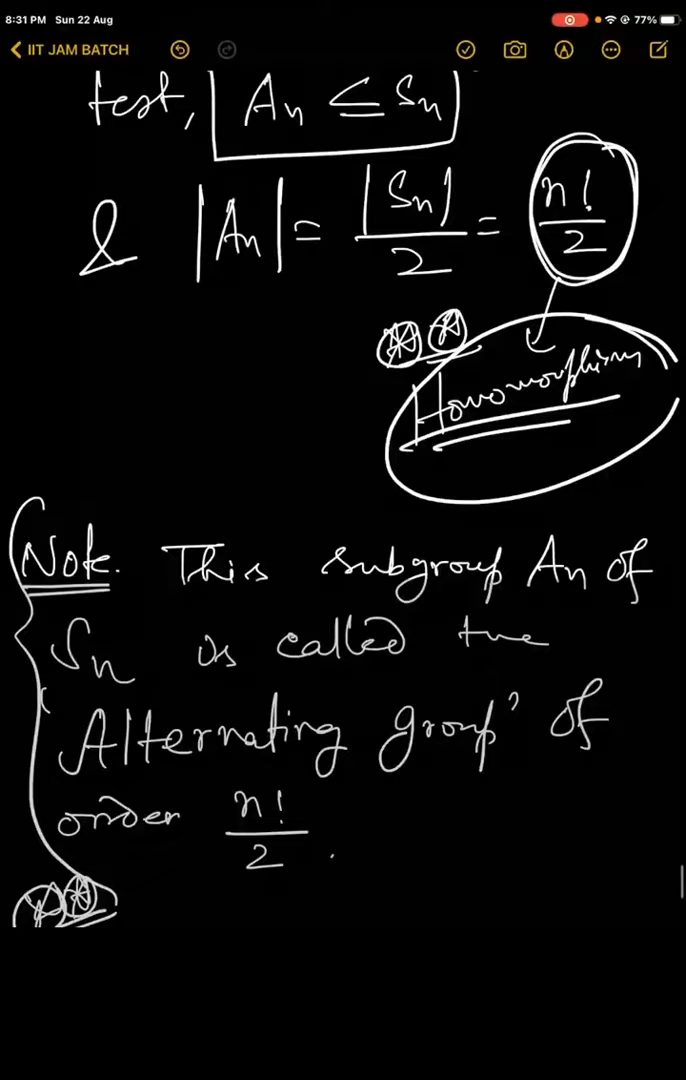 8:31 PM Sun 22 Aug 77%
IIT JAM BATCH
test, An ≤ Sn
& |An| = |Sn|/2 = n!/2
Homomorphism
Note. This subgroup An of
Sn is called the
'Alternating group' of
order n!/2.